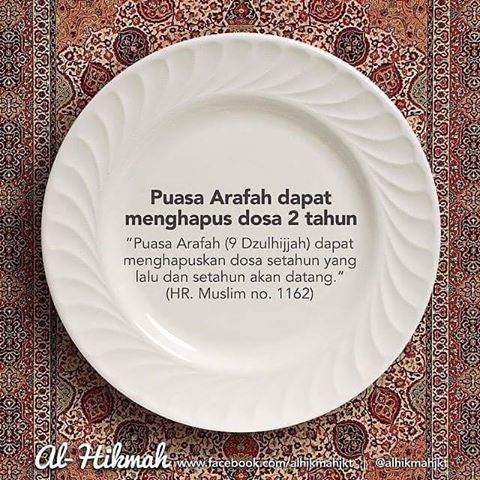 Puasa Arafah dapat
menghapus dosa 2 tahun
"Puasa Arafah (9 Dzulhijjah) dapat
menghapuskan dosa setahun yang
lalu dan setahun akan datang."
(HR. Muslim no. 1162)
Al-Hikmah www.facebook.com/alhikmahjkt || @alhikmahjkt